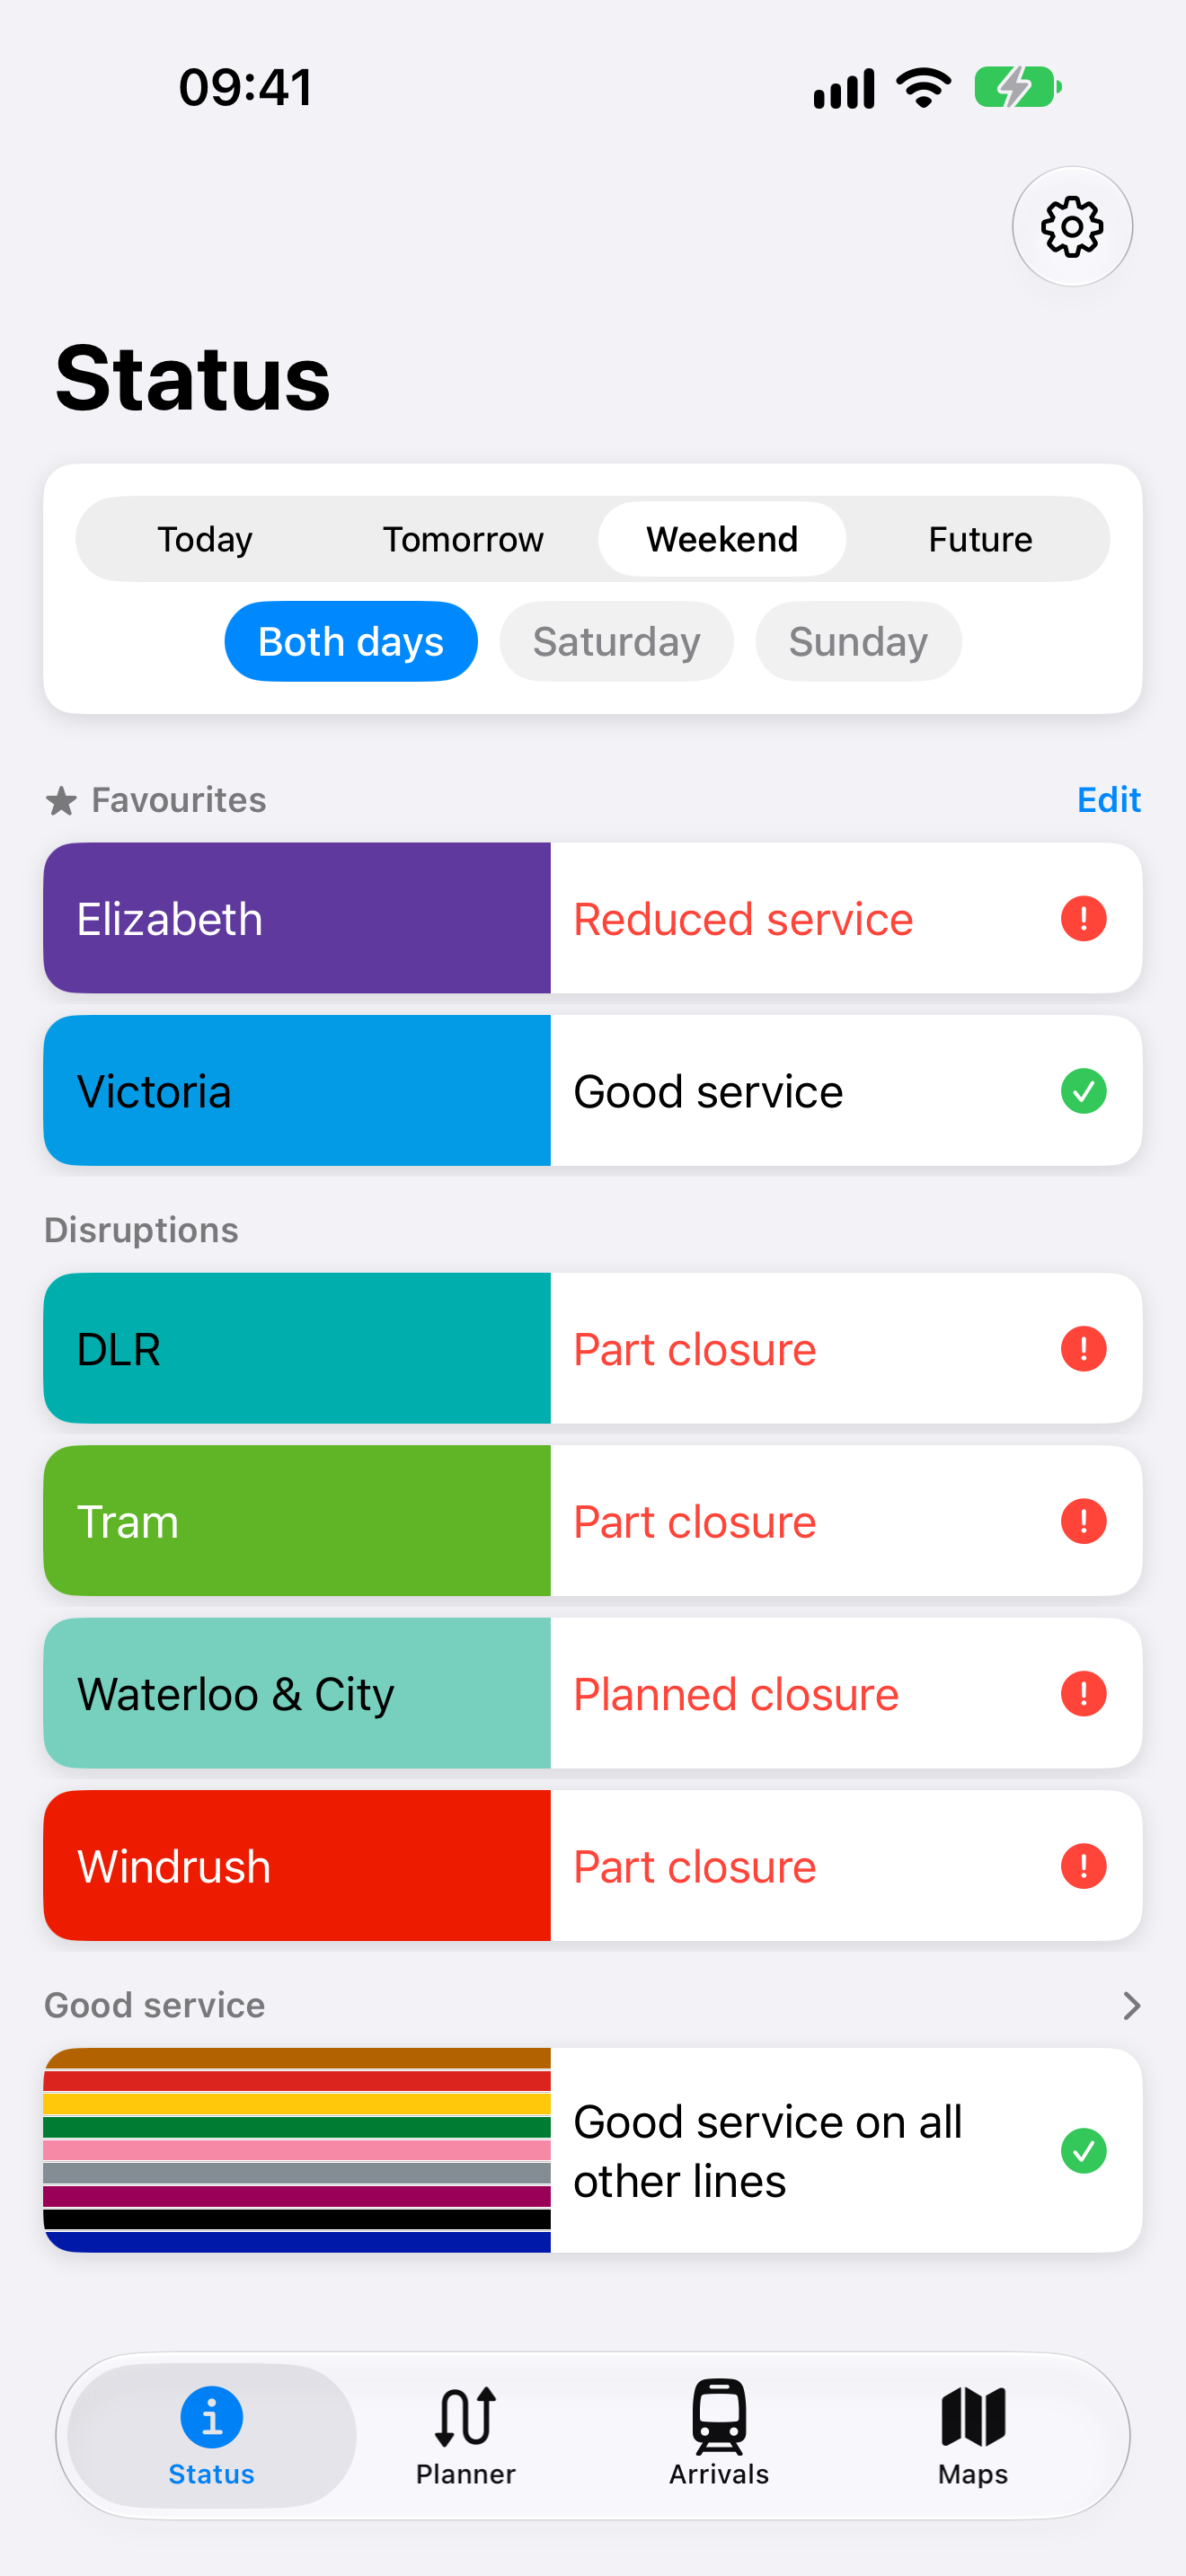 09:41
Status
Today Tomorrow Weekend Future
Both days Saturday Sunday
Favourites Edit
Elizabeth Reduced service
Victoria Good service
Disruptions
DLR Part closure
Tram Part closure
Waterloo & City Planned closure
Windrush Part closure
Good service
Good service on all
other lines
Status Planner Arrivals Maps